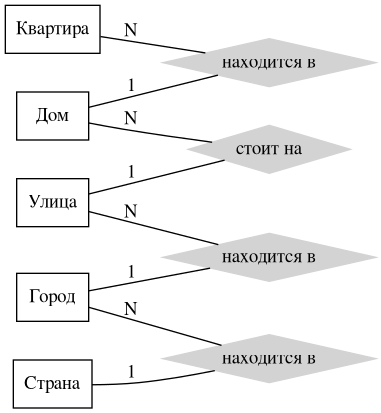 Квартира
N
находится в
1
Дом
N
стоит на
1
Улица
N
находится в
1
Город
N
находится в
1
Страна